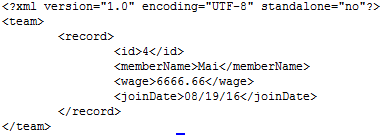 <?xml version="1.0" encoding="UTF-8" standalone="no"?>
<team>
<record>
<id>4</id>
<memberName>Mai</memberName>
<wage>6666.66</wage>
<joinDate>08/19/16</joinDate>
</record>
</team>